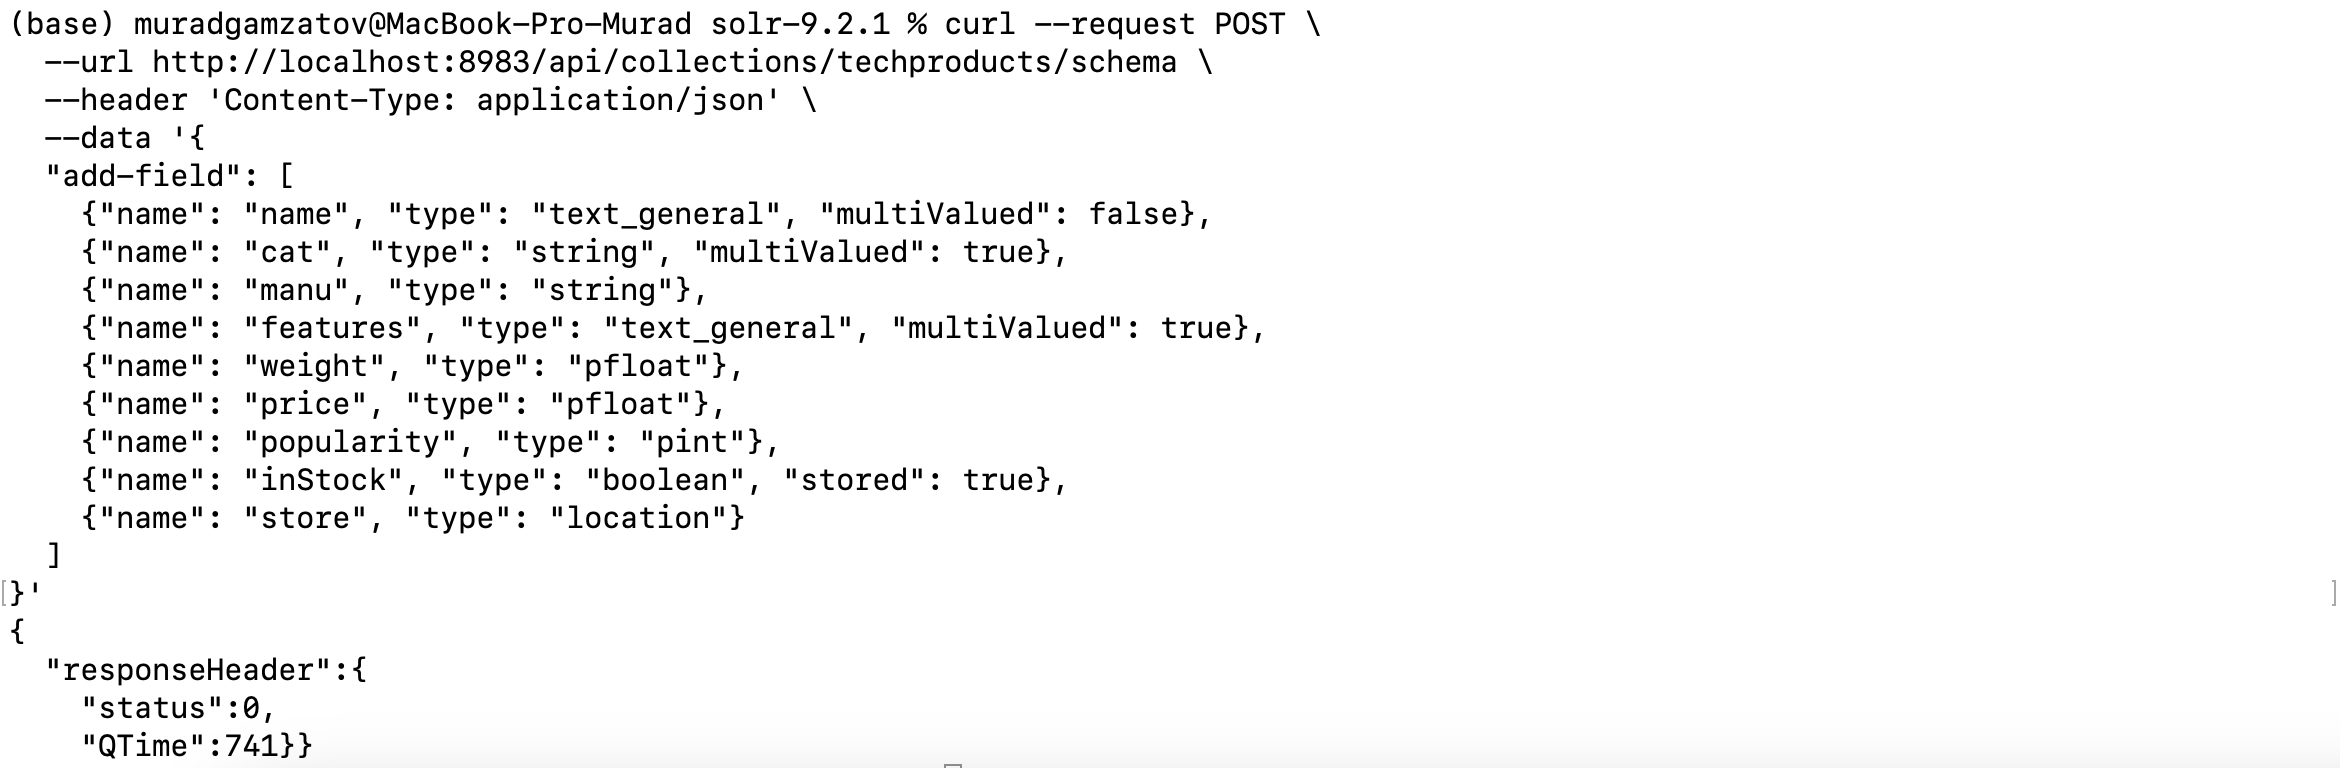 (base) muradgamzatov@MacBook-Pro-Murad solr-9.2.1 % curl --request POST \
  --url http://localhost:8983/api/collections/techproducts/schema \
  --header 'Content-Type: application/json' \
  --data '{
  "add-field": [
    {"name": "name", "type": "text_general", "multiValued": false},
    {"name": "cat", "type": "string", "multiValued": true},
    {"name": "manu", "type": "string"},
    {"name": "features", "type": "text_general", "multiValued": true},
    {"name": "weight", "type": "pfloat"},
    {"name": "price", "type": "pfloat"},
    {"name": "popularity", "type": "pint"},
    {"name": "inStock", "type": "boolean", "stored": true},
    {"name": "store", "type": "location"}
  ]
}'
{
  "responseHeader":{
    "status":0,
    "QTime":741}}